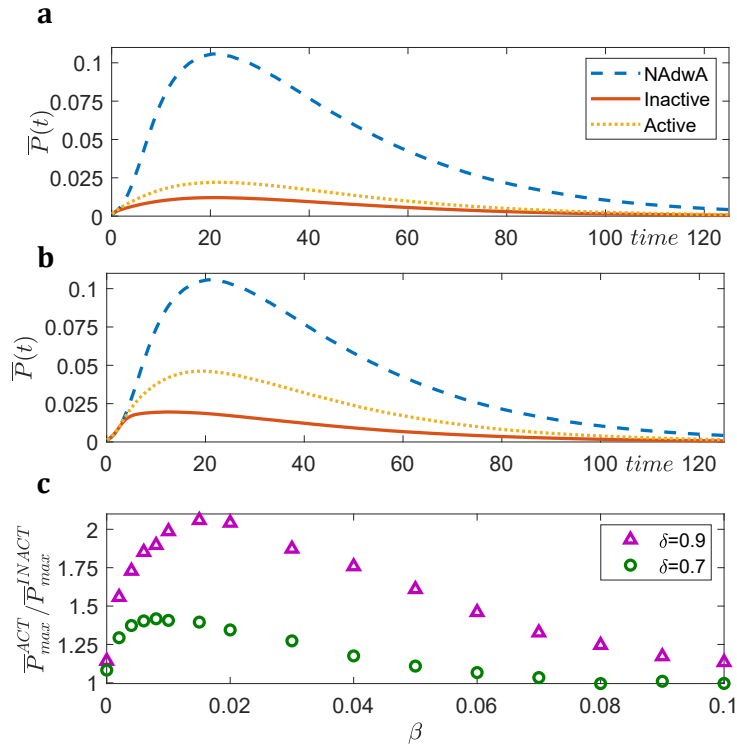 a
P̅(t)
0.1
0.075
0.05
0.025
0
NAdwA
Inactive
Active
0 20 40 60 80 100 120
time
b
P̅(t)
0.1
0.075
0.05
0.025
0
0 20 40 60 80 100 120
time
c
P̅ᴬᶜᵀmax/P̅ᴵᴺᴬᶜᵀmax
2
1.75
1.5
1.25
1
δ=0.9
δ=0.7
0 0.02 0.04 0.06 0.08 0.1
β